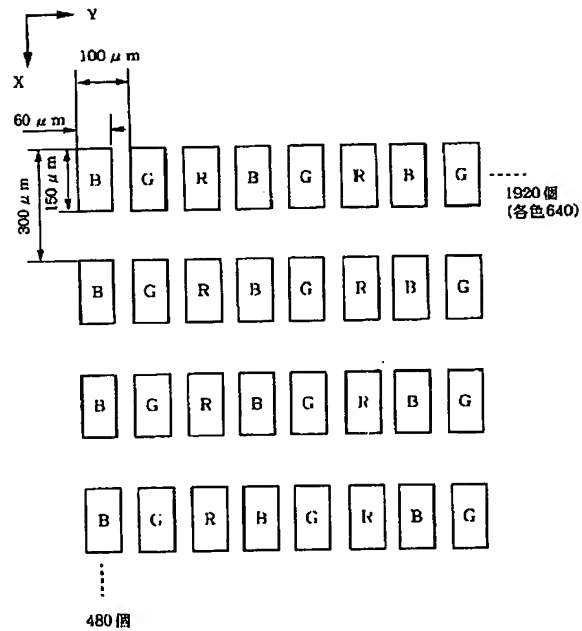 Y
X
100 μm
60 μm
300 μm
150 μm
B G R B G R B G
1920個
(各色640)
B G R B G R B G
B G R B G R B G
B G R B G R B G
480個